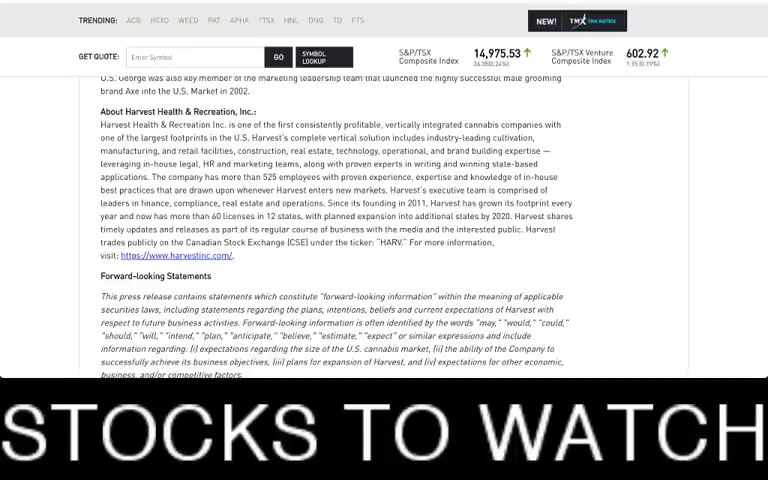 TRENDING: ACB HEXO WEED PAT APHA ^TSX HNL DNG TD FTS NEW! TMX TMX MATRIX
GET QUOTE: Enter Symbol GO SYMBOL LOOKUP S&P/TSX Composite Index 14,975.53 36.35(0.24%) S&P/TSX Venture Composite Index 602.92 1.15 (0.19%)
U.S. George was also key member of the marketing leadership team that launched the highly successful male grooming
brand Axe into the U.S. Market in 2002.
About Harvest Health & Recreation, Inc.:
Harvest Health & Recreation Inc. is one of the first consistently profitable, vertically integrated cannabis companies with
one of the largest footprints in the U.S. Harvest's complete vertical solution includes industry-leading cultivation,
manufacturing, and retail facilities, construction, real estate, technology, operational, and brand building expertise —
leveraging in-house legal, HR and marketing teams, along with proven experts in writing and winning state-based
applications. The company has more than 525 employees with proven experience, expertise and knowledge of in-house
best practices that are drawn upon whenever Harvest enters new markets. Harvest's executive team is comprised of
leaders in finance, compliance, real estate and operations. Since its founding in 2011, Harvest has grown its footprint every
year and now has more than 60 licenses in 12 states, with planned expansion into additional states by 2020. Harvest shares
timely updates and releases as part of its regular course of business with the media and the interested public. Harvest
trades publicly on the Canadian Stock Exchange (CSE) under the ticker: "HARV." For more information,
visit: https://www.harvestinc.com/.
Forward-looking Statements
This press release contains statements which constitute "forward-looking information" within the meaning of applicable
securities laws, including statements regarding the plans, intentions, beliefs and current expectations of Harvest with
respect to future business activities. Forward-looking information is often identified by the words "may," "would," "could,"
"should," "will," "intend," "plan," "anticipate," "believe," "estimate," "expect" or similar expressions and include
information regarding: (i) expectations regarding the size of the U.S. cannabis market, (ii) the ability of the Company to
successfully achieve its business objectives, (iii) plans for expansion of Harvest, and (iv) expectations for other economic,
business, and/or competitive factors.
STOCKS TO WATCH